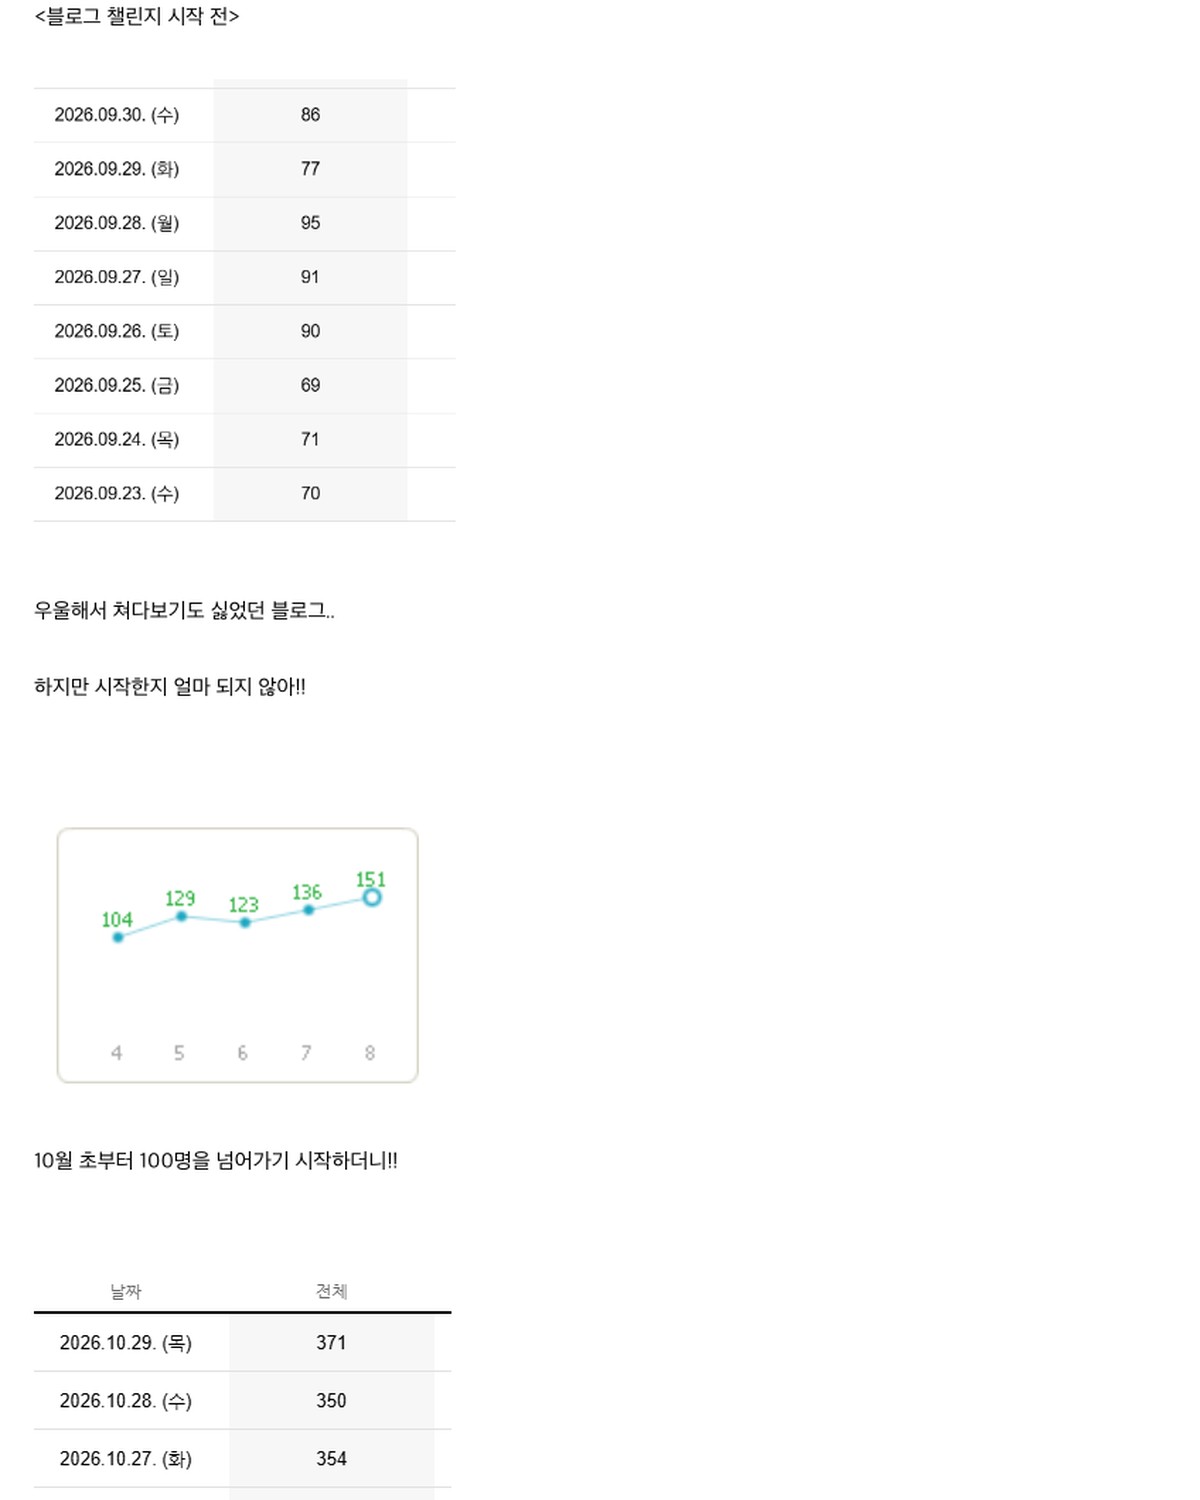 <블로그 챌린지 시작 전>
2026.09.30. (수) 86
2026.09.29. (화) 77
2026.09.28. (월) 95
2026.09.27. (일) 91
2026.09.26. (토) 90
2026.09.25. (금) 69
2026.09.24. (목) 71
2026.09.23. (수) 70
우울해서 쳐다보기도 싫었던 블로그..
하지만 시작한지 얼마 되지 않아!!
104 129 123 136 151
4 5 6 7 8
10월 초부터 100명을 넘어가기 시작하더니!!
날짜 전체
2026.10.29. (목) 371
2026.10.28. (수) 350
2026.10.27. (화) 354